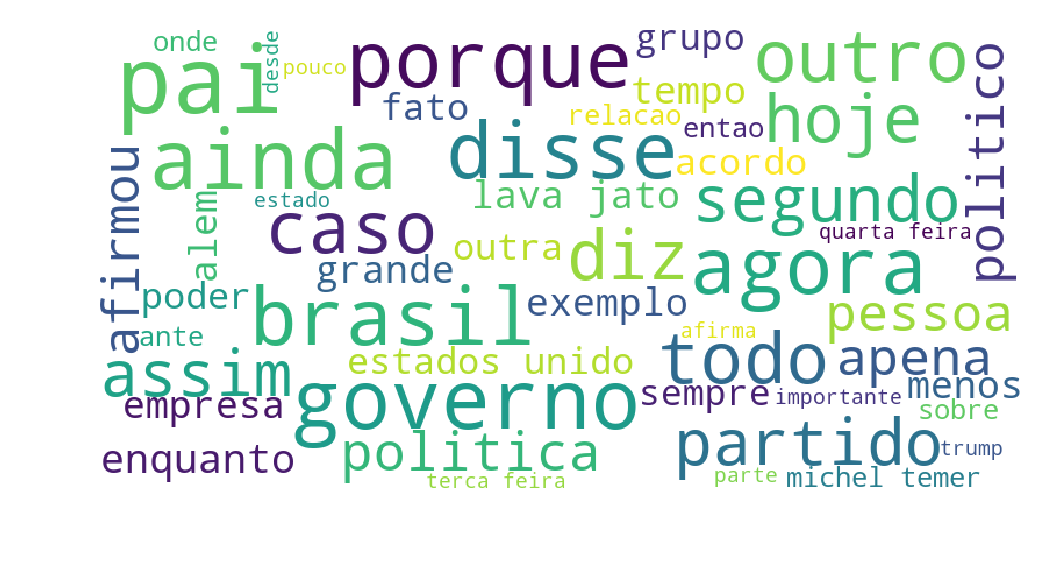 onde
desde
pouco
porque
grupo
outro
pai
fato
tempo
relacao
entao
hoje
politico
ainda
disse
acordo
afirmou
alem
estado
lava jato
segundo
caso
outra
diz
quarta feira
grande
agora
poder
brasil
exemplo
pessoa
ante
afirma
assim
estados unido
todo
apena
empresa
governo
sempre
importante
menos
sobre
enquanto
politica
partido
trump
terca feira
parte
michel temer